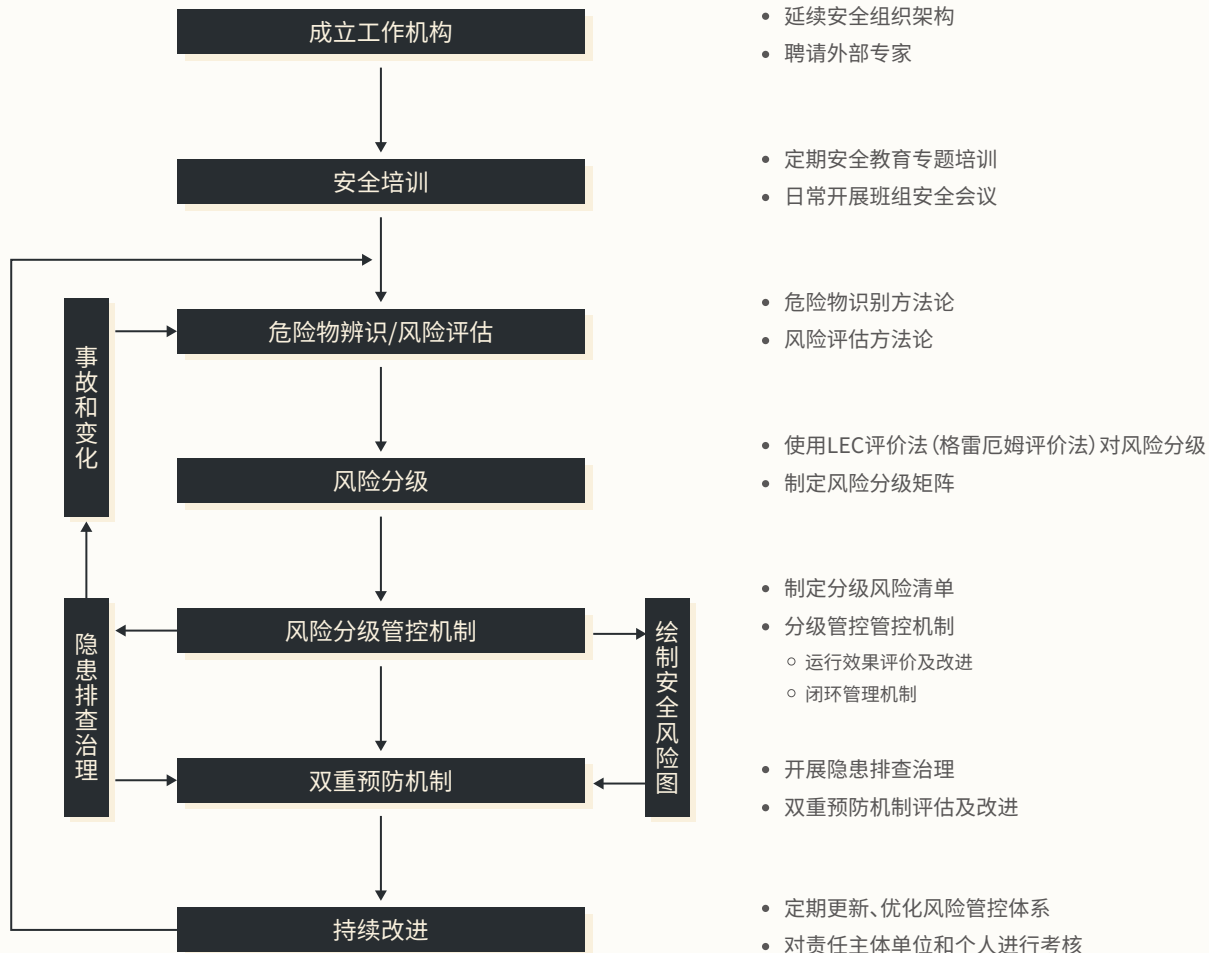 成立工作机构
延续安全组织架构
聘请外部专家
安全培训
定期安全教育专题培训
日常开展班组安全会议
危险物辨识/风险评估
危险物识别方法论
风险评估方法论
事故和变化
风险分级
使用LEC评价法(格雷厄姆评价法)对风险分级
制定风险分级矩阵
风险分级管控机制
制定分级风险清单
分级管控管控机制
运行效果评价及改进
闭环管理机制
隐患排查治理
绘制安全风险图
双重预防机制
开展隐患排查治理
双重预防机制评估及改进
持续改进
定期更新、优化风险管控体系
对责任主体单位和个人进行考核